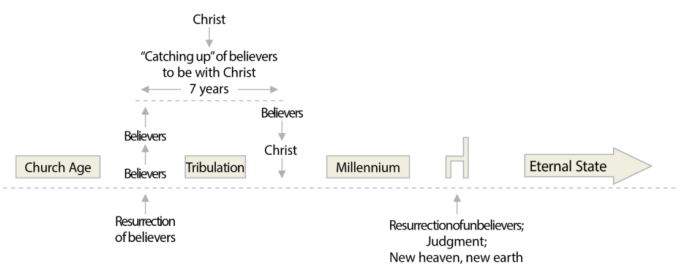 Christ
“Catching up” of believers
to be with Christ
7 years
Believers
Believers
Christ
Church Age
Believers
Tribulation
Millennium
Eternal State
Resurrection
of believers
Resurrectionofunbelievers;
Judgment;
New heaven, new earth